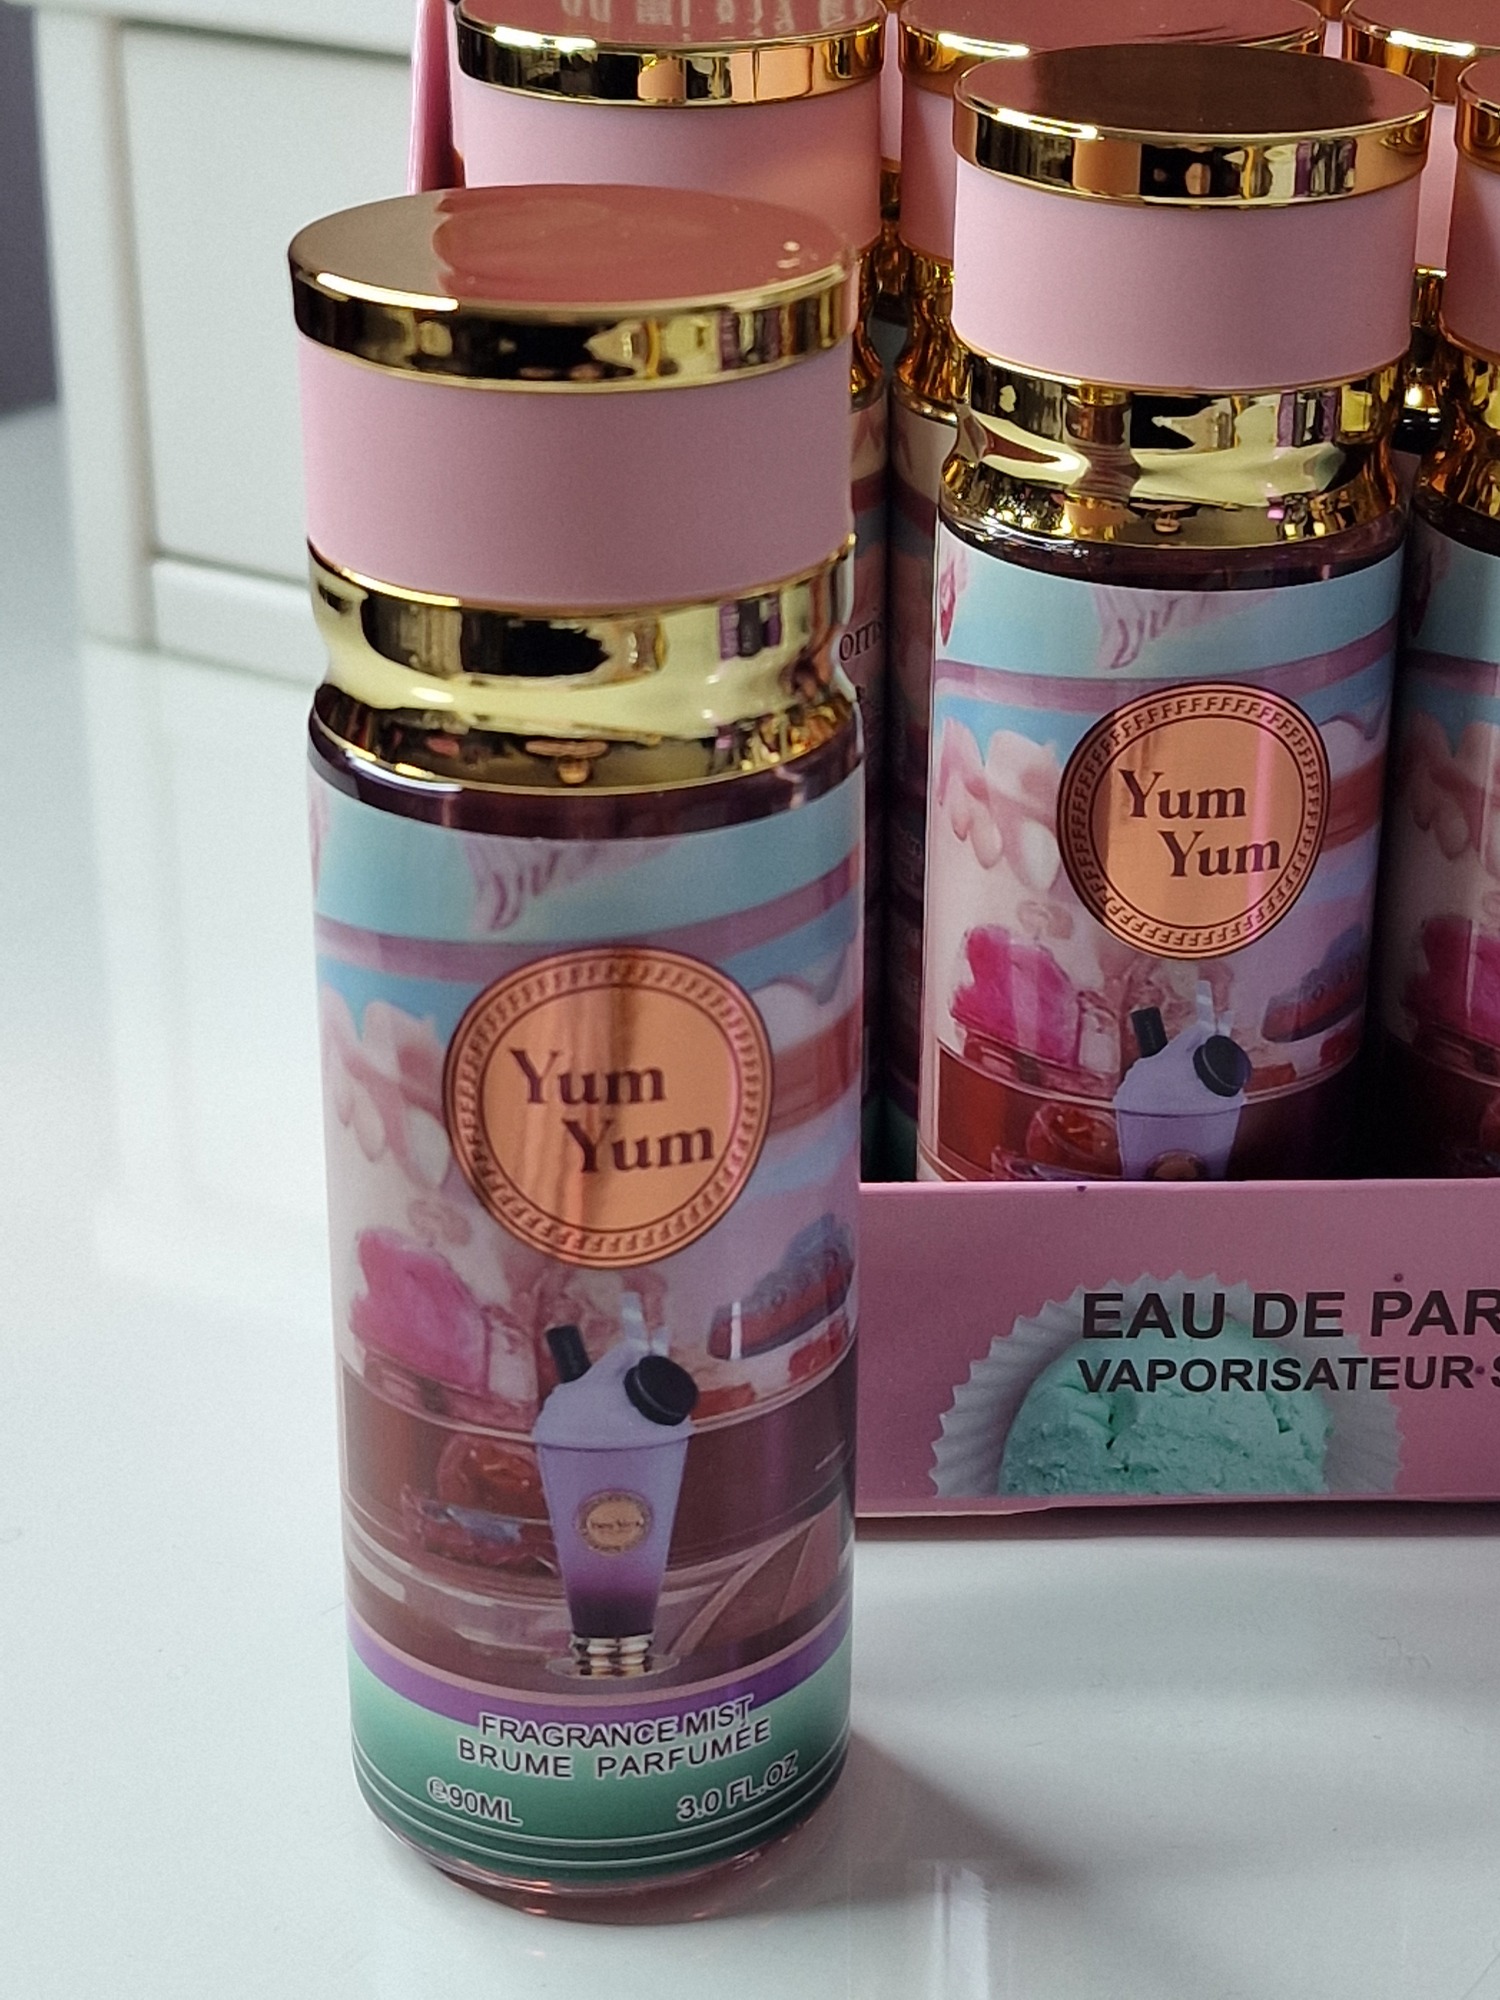 Yum
Yum
FRAGRANCE MIST
BRUME PARFUMÉE
℮90ML
3.0 FL.OZ
Yum
Yum
EAU DE PAR
VAPORISATEUR·S